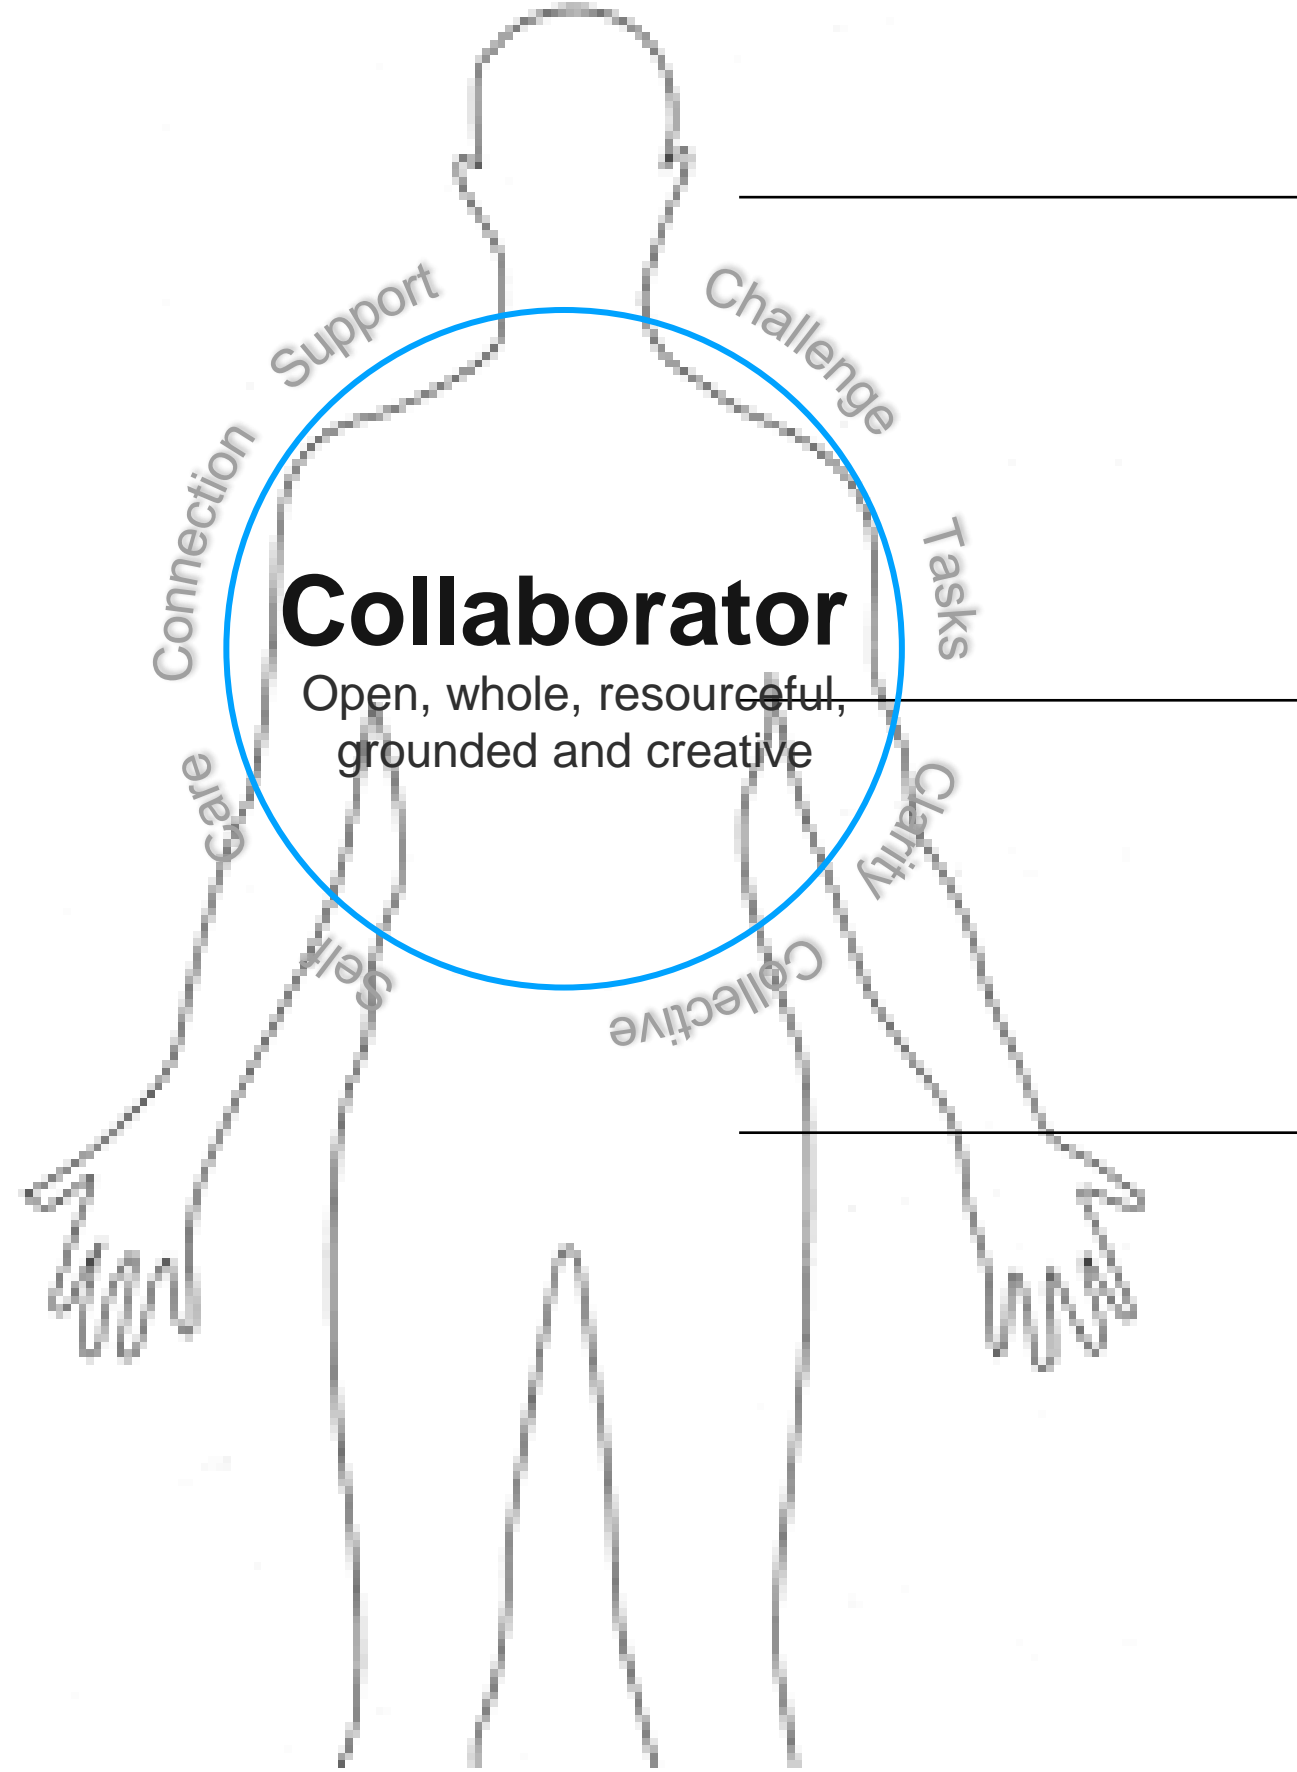 Support
Challenge
Connection
Tasks
Collaborator
Open, whole, resourceful,
grounded and creative
Care
Clarity
Self
Collective